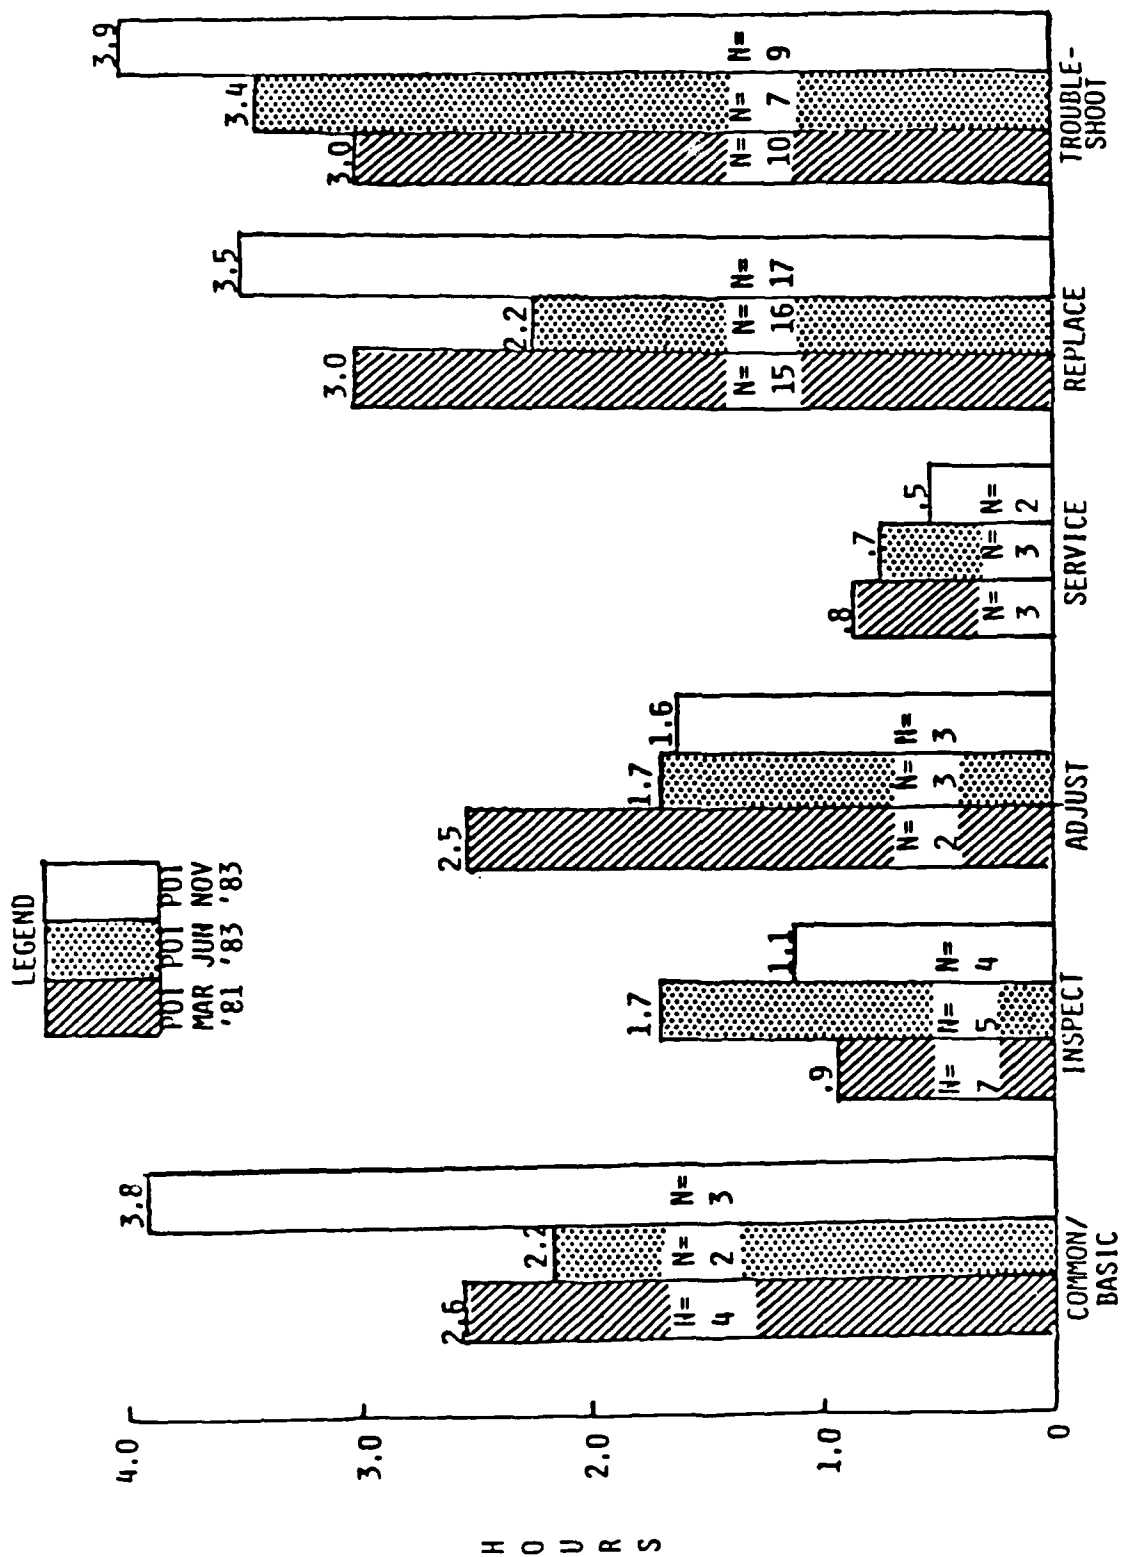 LEGEND
POI POI POI
MAR JUN NOV
'81 '83 '83
HOURS
4.0
3.0
2.0
1.0
0
2.6
2.2
3.8
N= 4
N= 2
N= 3
COMMON/
BASIC
.9
1.7
1.1
N= 7
N= 5
N= 4
INSPECT
2.5
1.7
1.6
N= 2
N= 3
N= 3
ADJUST
.8
.7
.5
N= 3
N= 3
N= 2
SERVICE
3.0
2.2
3.5
N= 15
N= 16
N= 17
REPLACE
3.0
3.4
3.9
N= 10
N= 7
N= 9
TROUBLE-
SHOOT